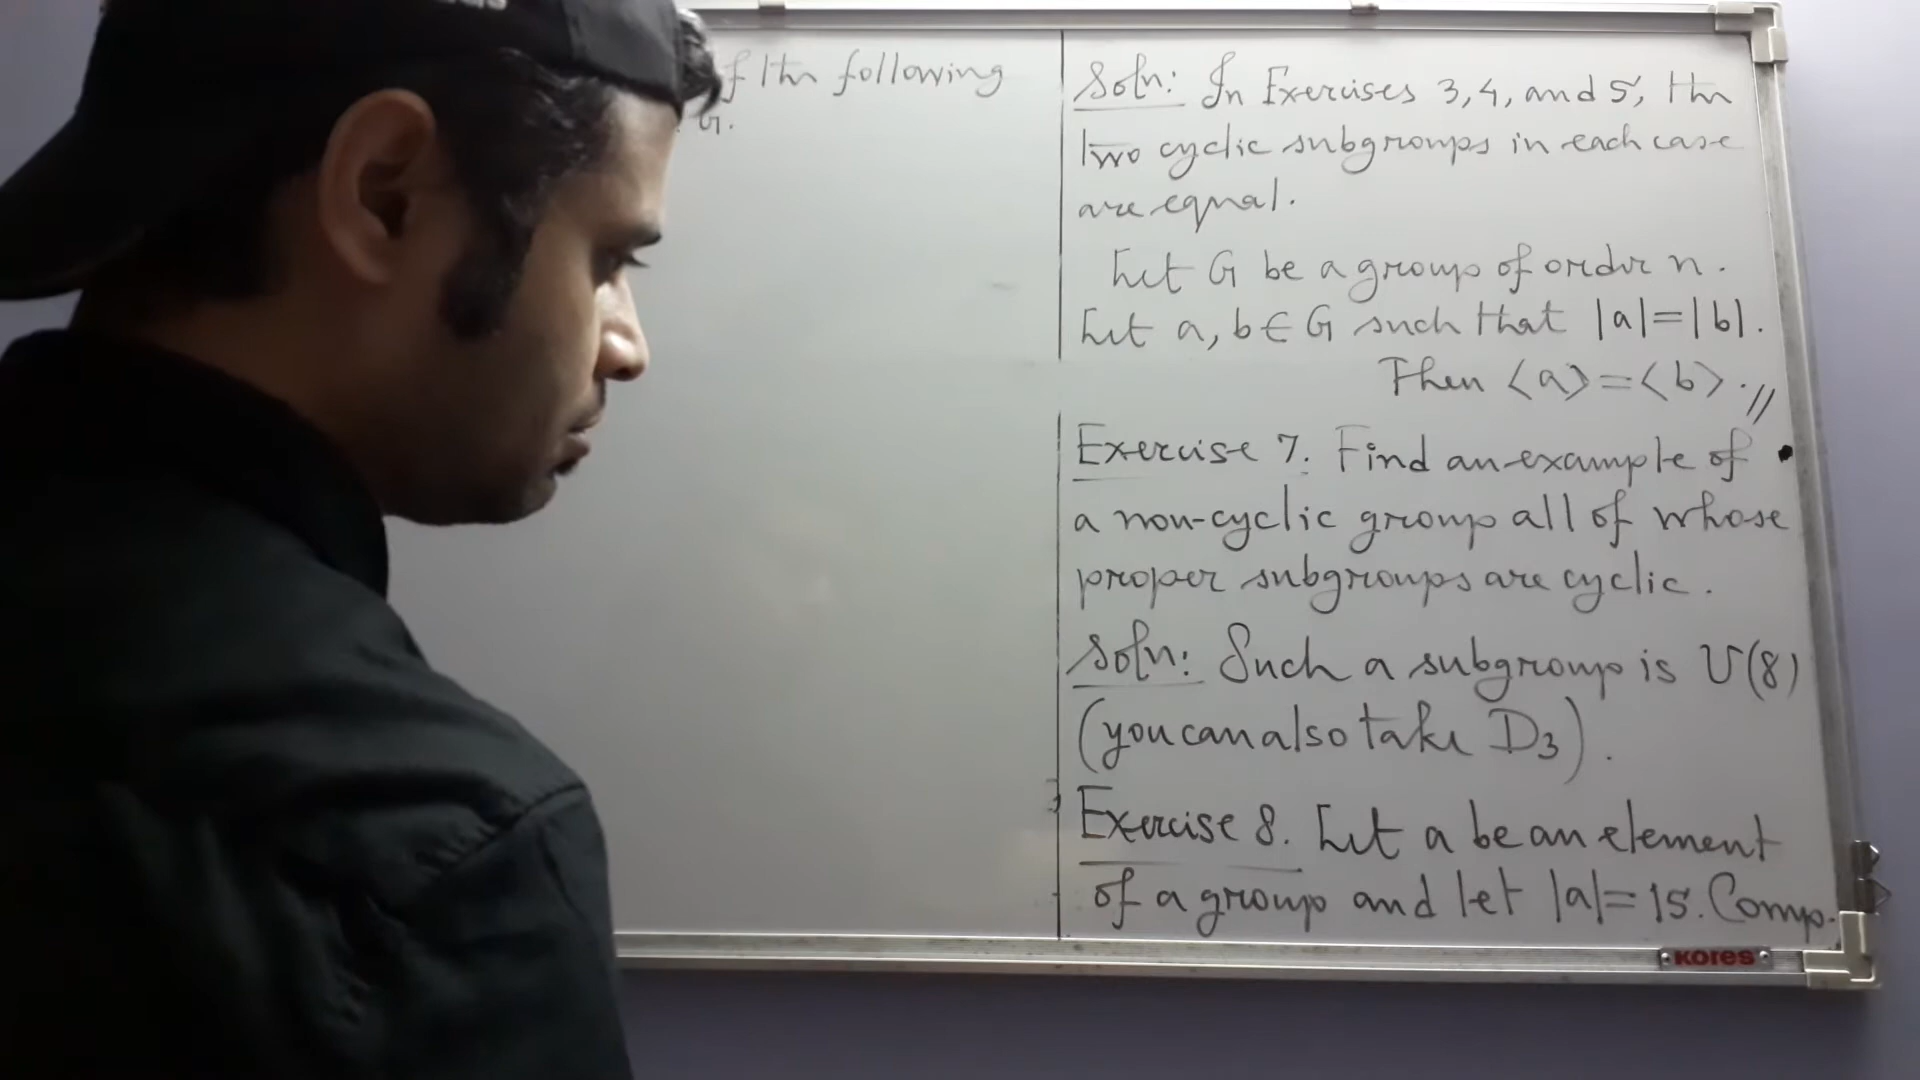 f the following
G.
Soln: In Exercises 3, 4, and 5, the
two cyclic subgroups in each case
are equal.
Let G be a group of order n.
Let a, b ∈ G such that |a|=|b|.
Then ⟨a⟩=⟨b⟩. //
Exercise 7. Find an example of
a non-cyclic group all of whose
proper subgroups are cyclic.
Soln: Such a subgroup is U(8)
(you can also take D₃).
Exercise 8. Let a be an element
of a group and let |a|=15. Comp-
KORES